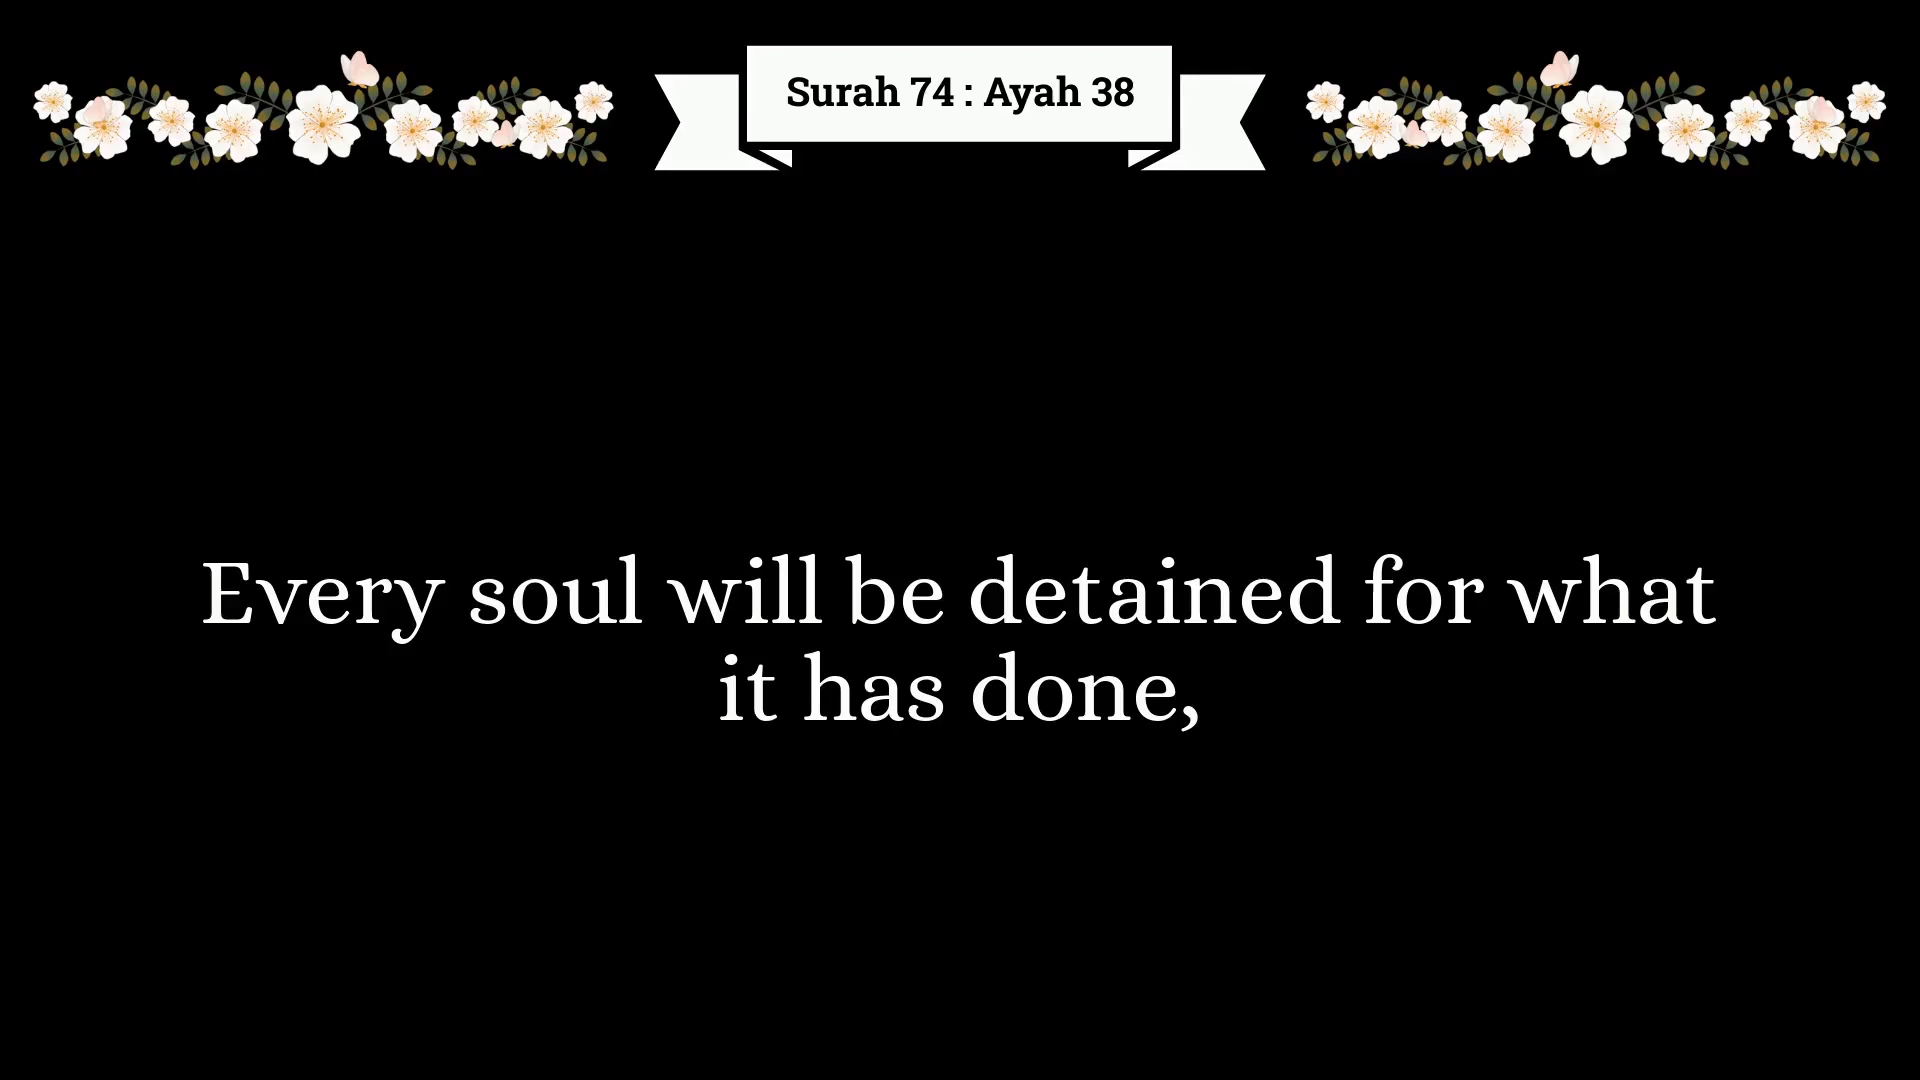 Surah 74 : Ayah 38
Every soul will be detained for what
it has done,